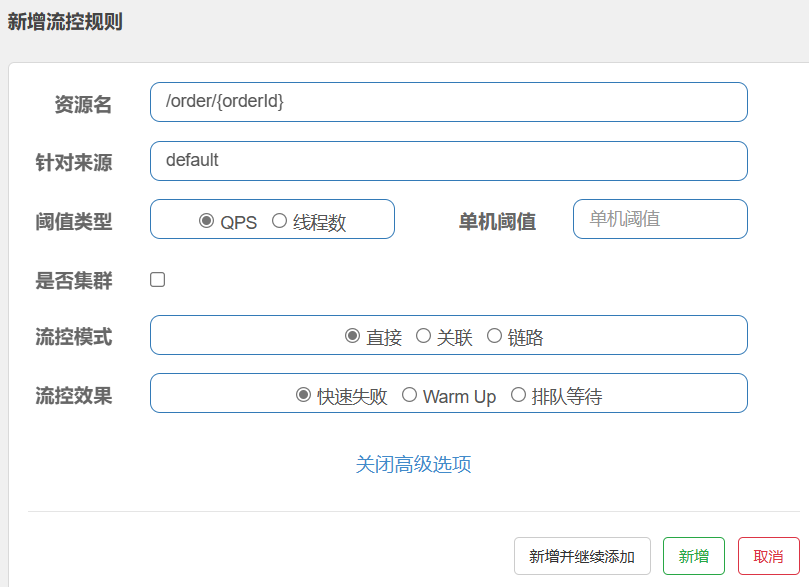 新增流控规则
资源名 /order/{orderId}
针对来源 default
阈值类型 QPS 线程数 单机阈值 单机阈值
是否集群
流控模式 直接 关联 链路
流控效果 快速失败 Warm Up 排队等待
关闭高级选项
新增并继续添加 新增 取消